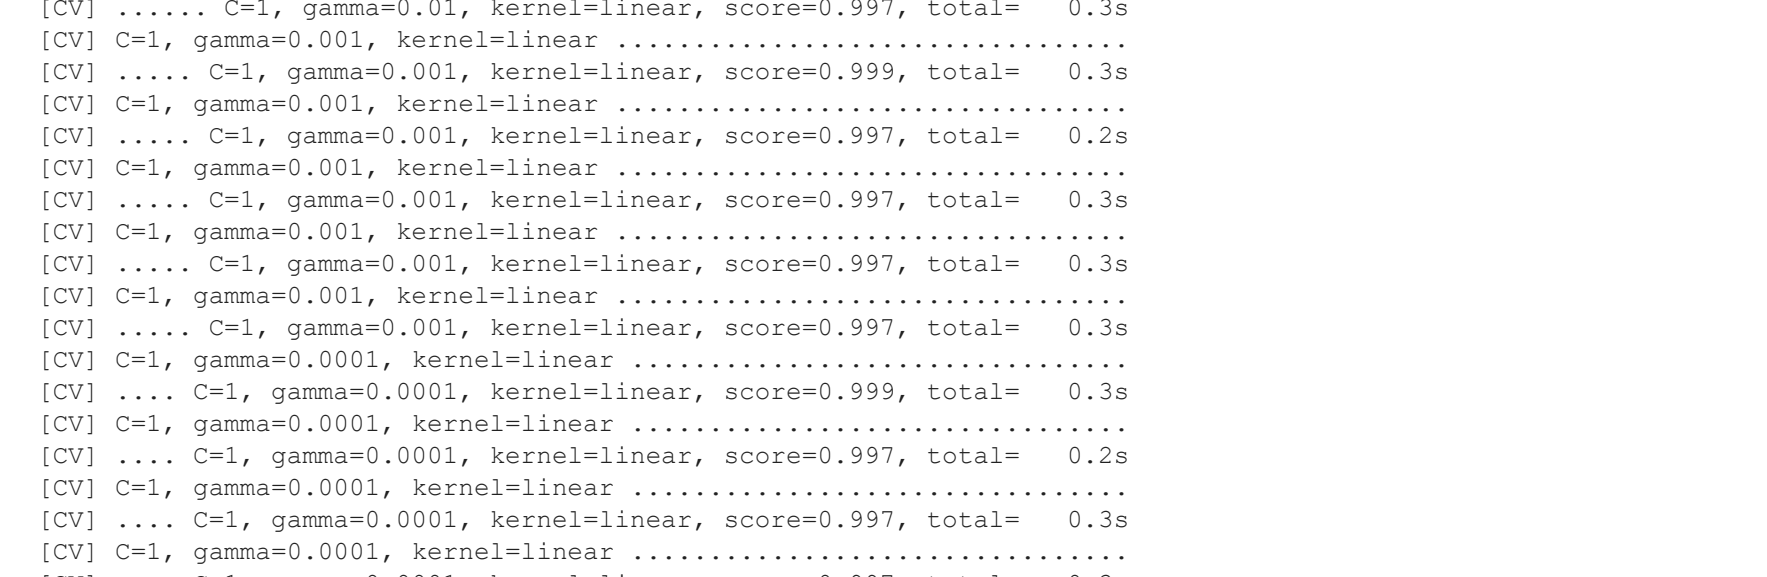 [CV] ...... C=1, gamma=0.01, kernel=linear, score=0.997, total=   0.3s
[CV] C=1, gamma=0.001, kernel=linear .................................
[CV] ..... C=1, gamma=0.001, kernel=linear, score=0.999, total=   0.3s
[CV] C=1, gamma=0.001, kernel=linear .................................
[CV] ..... C=1, gamma=0.001, kernel=linear, score=0.997, total=   0.2s
[CV] C=1, gamma=0.001, kernel=linear .................................
[CV] ..... C=1, gamma=0.001, kernel=linear, score=0.997, total=   0.3s
[CV] C=1, gamma=0.001, kernel=linear .................................
[CV] ..... C=1, gamma=0.001, kernel=linear, score=0.997, total=   0.3s
[CV] C=1, gamma=0.001, kernel=linear .................................
[CV] ..... C=1, gamma=0.001, kernel=linear, score=0.997, total=   0.3s
[CV] C=1, gamma=0.0001, kernel=linear ................................
[CV] .... C=1, gamma=0.0001, kernel=linear, score=0.999, total=   0.3s
[CV] C=1, gamma=0.0001, kernel=linear ................................
[CV] .... C=1, gamma=0.0001, kernel=linear, score=0.997, total=   0.2s
[CV] C=1, gamma=0.0001, kernel=linear ................................
[CV] .... C=1, gamma=0.0001, kernel=linear, score=0.997, total=   0.3s
[CV] C=1, gamma=0.0001, kernel=linear ................................